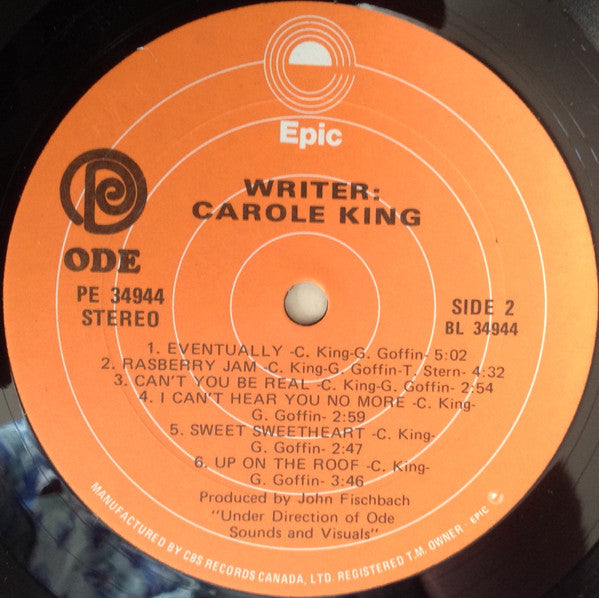 Epic
WRITER:
CAROLE KING
ODE
PE 34944
STEREO
SIDE 2
BL 34944
1. EVENTUALLY -C. King-G. Goffin- 5:02
2. RASBERRY JAM -C. King-G. Goffin-T. Stern- 4:32
3. CAN'T YOU BE REAL -C. King-G. Goffin- 2:54
4. I CAN'T HEAR YOU NO MORE -C. King-
G. Goffin- 2:59
5. SWEET SWEETHEART -C. King-
G. Goffin- 2:47
6. UP ON THE ROOF -C. King-
G. Goffin- 3:46
Produced by John Fischbach
"Under Direction of Ode
Sounds and Visuals"
MANUFACTURED BY CBS RECORDS CANADA, LTD. REGISTERED T.M. OWNER - EPIC